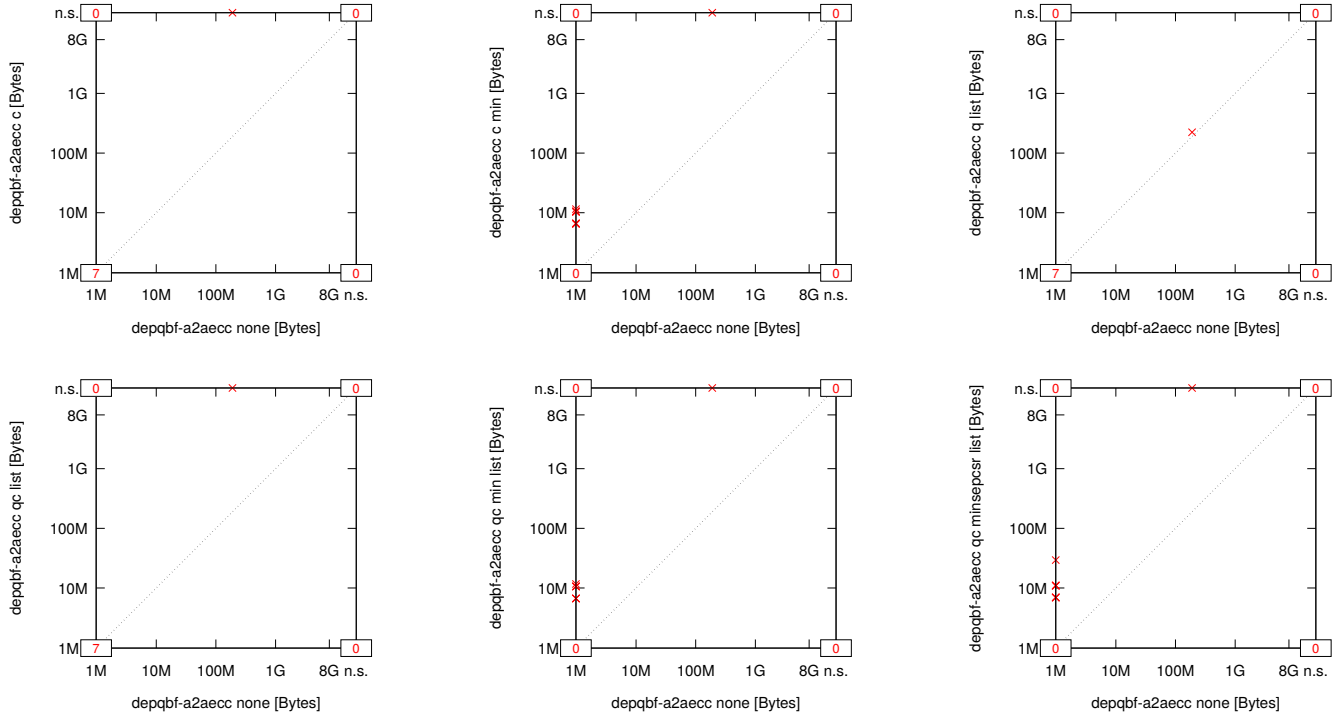 n.s. 0 0
8G
1G
100M
10M
1M 7 0
1M 10M 100M 1G 8G n.s.
depqbf-a2aecc c [Bytes]
depqbf-a2aecc none [Bytes]
n.s. 0 0
8G
1G
100M
10M
1M 0 0
1M 10M 100M 1G 8G n.s.
depqbf-a2aecc c min [Bytes]
depqbf-a2aecc none [Bytes]
n.s. 0 0
8G
1G
100M
10M
1M 7 0
1M 10M 100M 1G 8G n.s.
depqbf-a2aecc q list [Bytes]
depqbf-a2aecc none [Bytes]
n.s. 0 0
8G
1G
100M
10M
1M 7 0
1M 10M 100M 1G 8G n.s.
depqbf-a2aecc qc list [Bytes]
depqbf-a2aecc none [Bytes]
n.s. 0 0
8G
1G
100M
10M
1M 0 0
1M 10M 100M 1G 8G n.s.
depqbf-a2aecc qc min list [Bytes]
depqbf-a2aecc none [Bytes]
n.s. 0 0
8G
1G
100M
10M
1M 0 0
1M 10M 100M 1G 8G n.s.
depqbf-a2aecc qc minsepcsr list [Bytes]
depqbf-a2aecc none [Bytes]